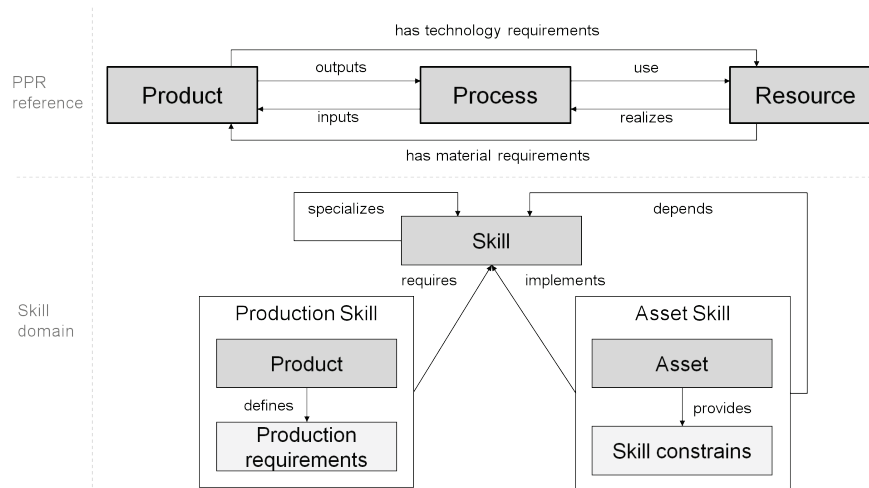 has technology requirements
PPR
reference
Product
outputs
inputs
Process
use
realizes
Resource
has material requirements
Skill
domain
specializes
depends
Skill
requires
implements
Production Skill
Product
defines
Production
requirements
Asset Skill
Asset
provides
Skill constrains